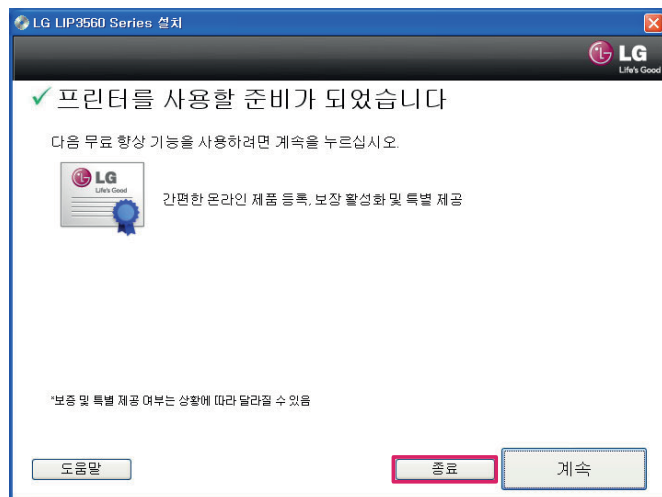 LG LIP3560 Series 설치
LG
Life's Good
프린터를 사용할 준비가 되었습니다
다음 무료 향상 기능을 사용하려면 계속을 누르십시오.
LG
Life's Good
간편한 온라인 제품 등록, 보장 활성화 및 특별 제공
*보증 및 특별 제공 여부는 상황에 따라 달라질 수 있음
도움말
종료
계속